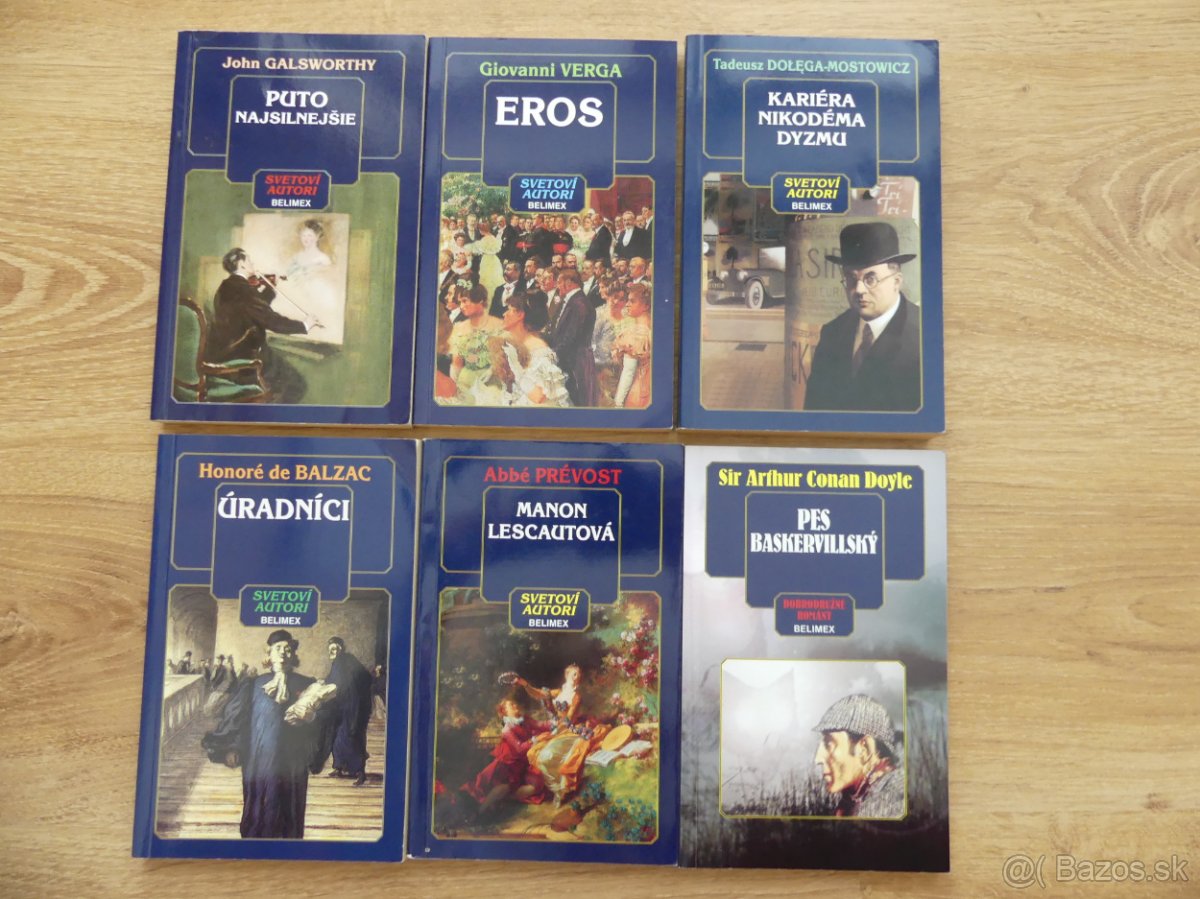 John GALSWORTHY
PUTO
NAJSILNEJŠIE
SVETOVÍ
AUTORI
BELIMEX
Giovanni VERGA
EROS
SVETOVÍ
AUTORI
BELIMEX
Tadeusz DOŁĘGA-MOSTOWICZ
KARIÉRA
NIKODÉMA
DYZMU
SVETOVÍ
AUTORI
BELIMEX
Honoré de BALZAC
ÚRADNÍCI
SVETOVÍ
AUTORI
BELIMEX
Abbé PRÉVOST
MANON
LESCAUTOVÁ
SVETOVÍ
AUTORI
BELIMEX
Sir Arthur Conan Doyle
PES
BASKERVILLSKÝ
DOBRODRUŽNÉ
ROMÁNY
BELIMEX
Bazos.sk